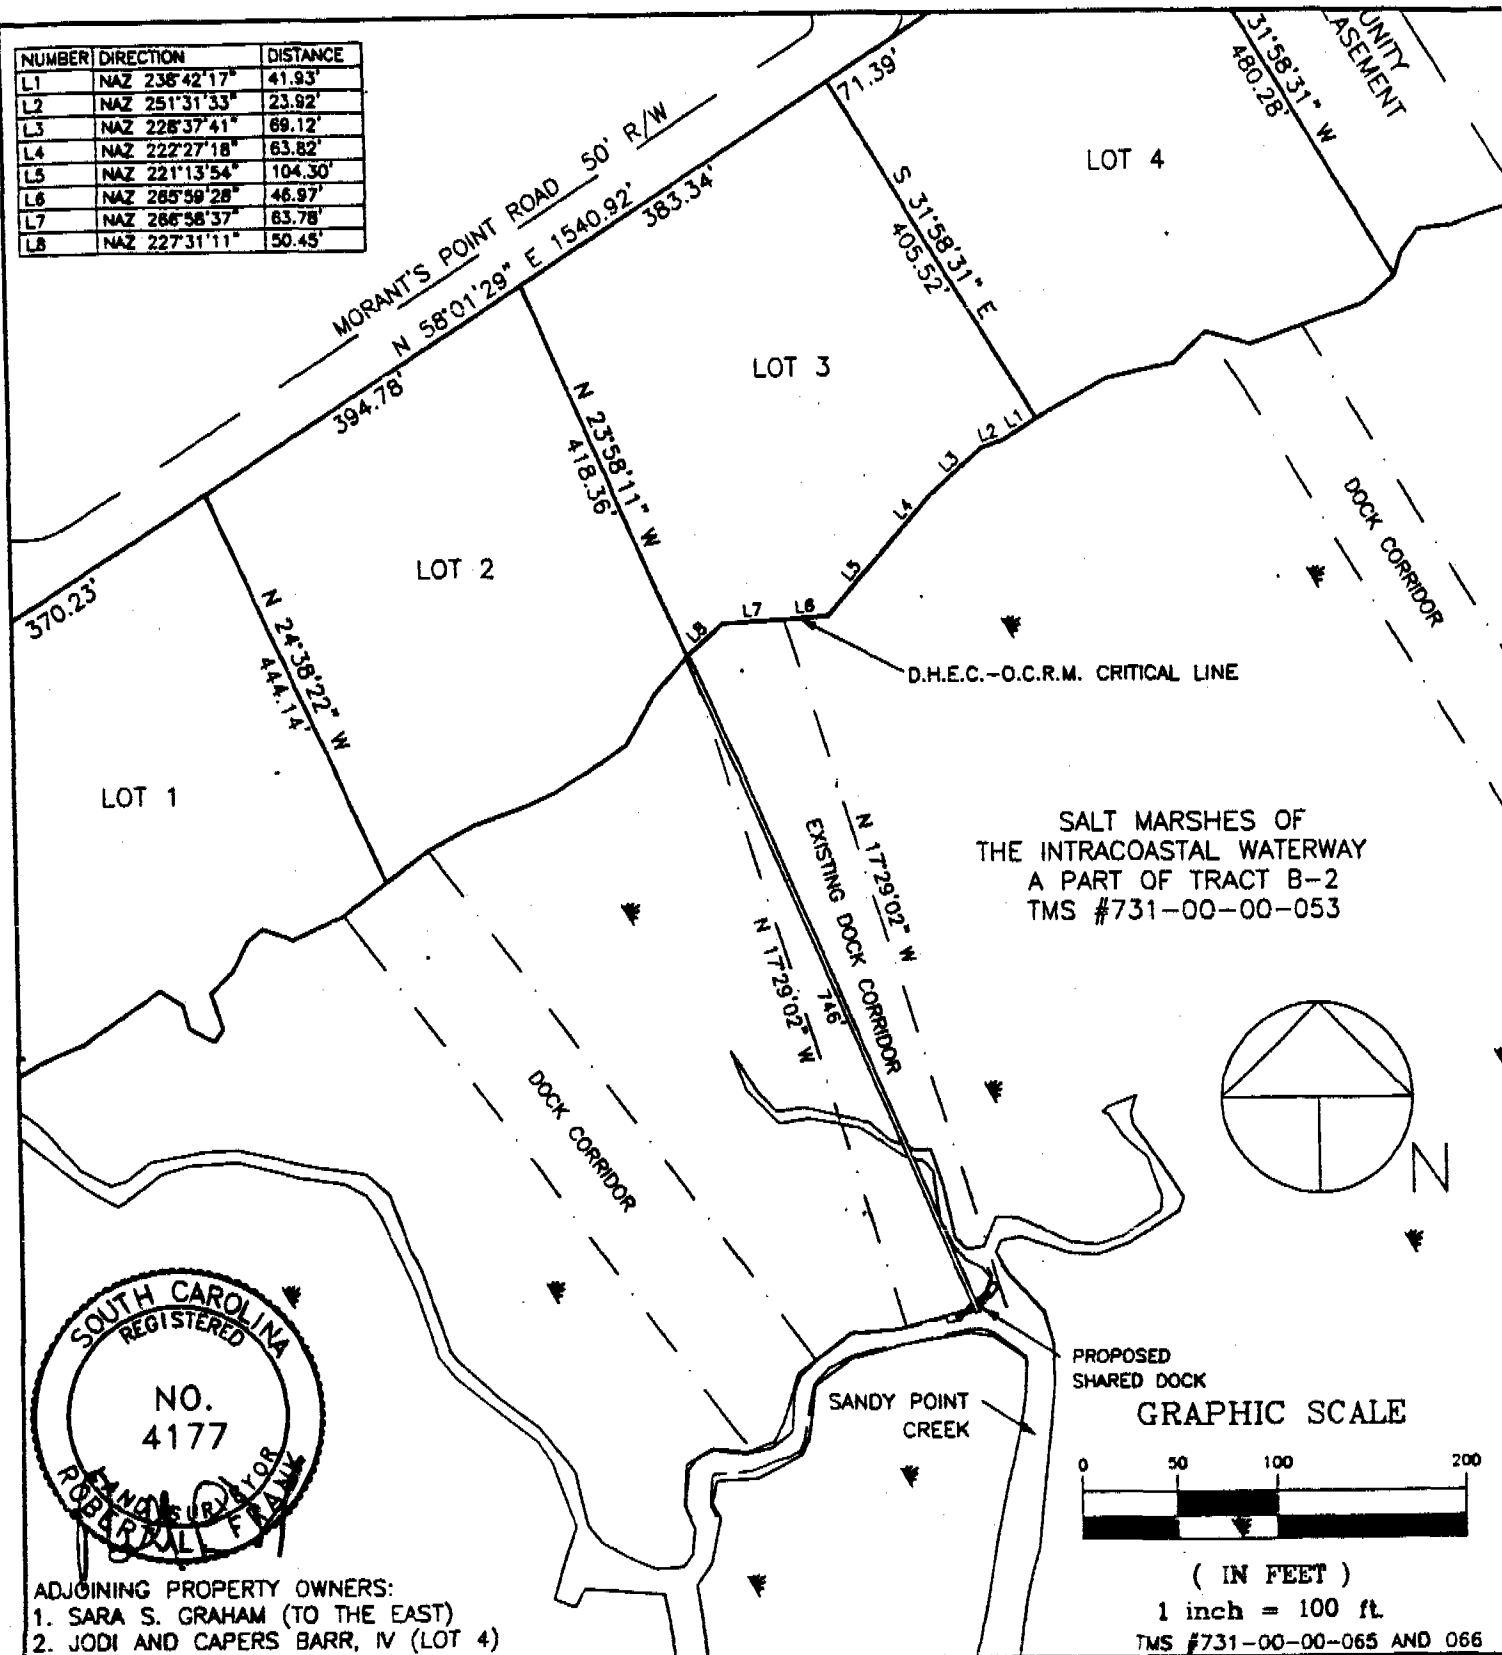 NUMBER DIRECTION DISTANCE
L1 NAZ 238°42'17" 41.93'
L2 NAZ 251°31'33" 23.92'
L3 NAZ 228°37'41" 69.12'
L4 NAZ 222°27'18" 63.82'
L5 NAZ 221°13'54" 104.30'
L6 NAZ 265°59'28" 46.97'
L7 NAZ 266°58'37" 63.78'
L8 NAZ 227°31'11" 50.45'
MORANT'S POINT ROAD 50' R/W
N 58°01'29" E 1540.92'
71.39'
383.34'
394.78'
370.23'
31°58'31" W
480.28'
UNITY
ASEMENT
LOT 4
S 31°58'31" E
405.52'
LOT 3
N 23°58'11" W
418.36'
LOT 2
N 24°38'22" W
444.14'
LOT 1
L1
L2
L3
L4
L5
L6
L7
L8
D.H.E.C.-O.C.R.M. CRITICAL LINE
DOCK CORRIDOR
SALT MARSHES OF
THE INTRACOASTAL WATERWAY
A PART OF TRACT B-2
TMS #731-00-00-053
N 17°29'02" W
EXISTING DOCK CORRIDOR
746'
N 17°29'02" W
DOCK CORRIDOR
N
PROPOSED
SHARED DOCK
SANDY POINT
CREEK
GRAPHIC SCALE
0 50 100 200
( IN FEET )
1 inch = 100 ft.
TMS #731-00-00-065 AND 066
SOUTH CAROLINA
REGISTERED
NO.
4177
LAND SURVEYOR
ROBERT L FRANK
ADJOINING PROPERTY OWNERS:
1. SARA S. GRAHAM (TO THE EAST)
2. JODI AND CAPERS BARR, IV (LOT 4)